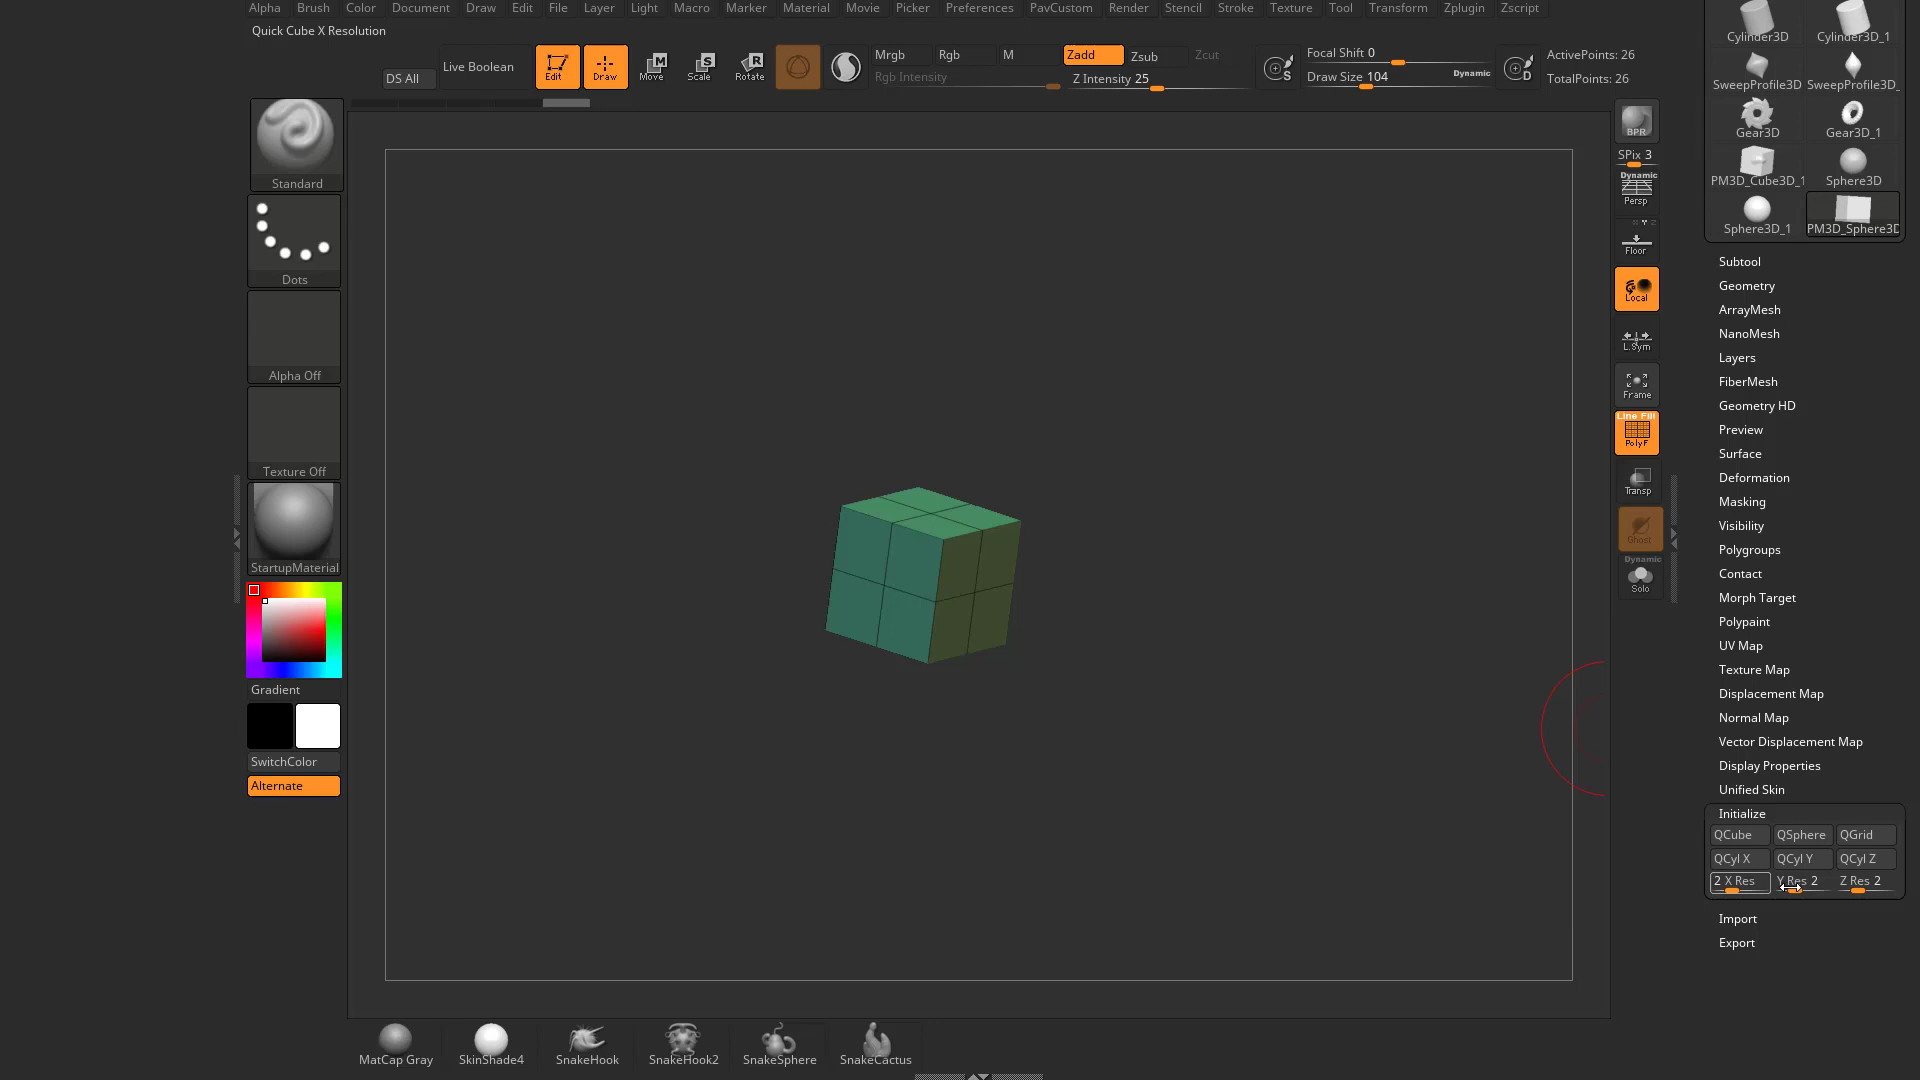 Alpha Brush Color Document Draw Edit File Layer Light Macro Marker Material Movie Picker Preferences PavCustom Render Stencil Stroke Texture Tool Transform Zplugin Zscript
Quick Cube X Resolution
DS All
Live Boolean
Edit
Draw
Move
Scale
Rotate
Mrgb Rgb M
Rgb Intensity
Zadd Zsub Zcut
Z Intensity 25
Focal Shift 0
Draw Size 104
Dynamic
ActivePoints: 26
TotalPoints: 26
Standard
Dots
Alpha Off
Texture Off
StartupMaterial
Gradient
SwitchColor
Alternate
BPR
SPix 3
Dynamic
Persp
Floor
Local
L.Sym
Frame
Line Fill
PolyF
Transp
Ghost
Dynamic
Solo
Cylinder3D Cylinder3D_1
SweepProfile3D SweepProfile3D_
Gear3D Gear3D_1
PM3D_Cube3D_1 Sphere3D
Sphere3D_1 PM3D_Sphere3D
Subtool
Geometry
ArrayMesh
NanoMesh
Layers
FiberMesh
Geometry HD
Preview
Surface
Deformation
Masking
Visibility
Polygroups
Contact
Morph Target
Polypaint
UV Map
Texture Map
Displacement Map
Normal Map
Vector Displacement Map
Display Properties
Unified Skin
Initialize
QCube QSphere QGrid
QCyl X QCyl Y QCyl Z
2 X Res Y Res 2 Z Res 2
Import
Export
MatCap Gray SkinShade4 SnakeHook SnakeHook2 SnakeSphere SnakeCactus